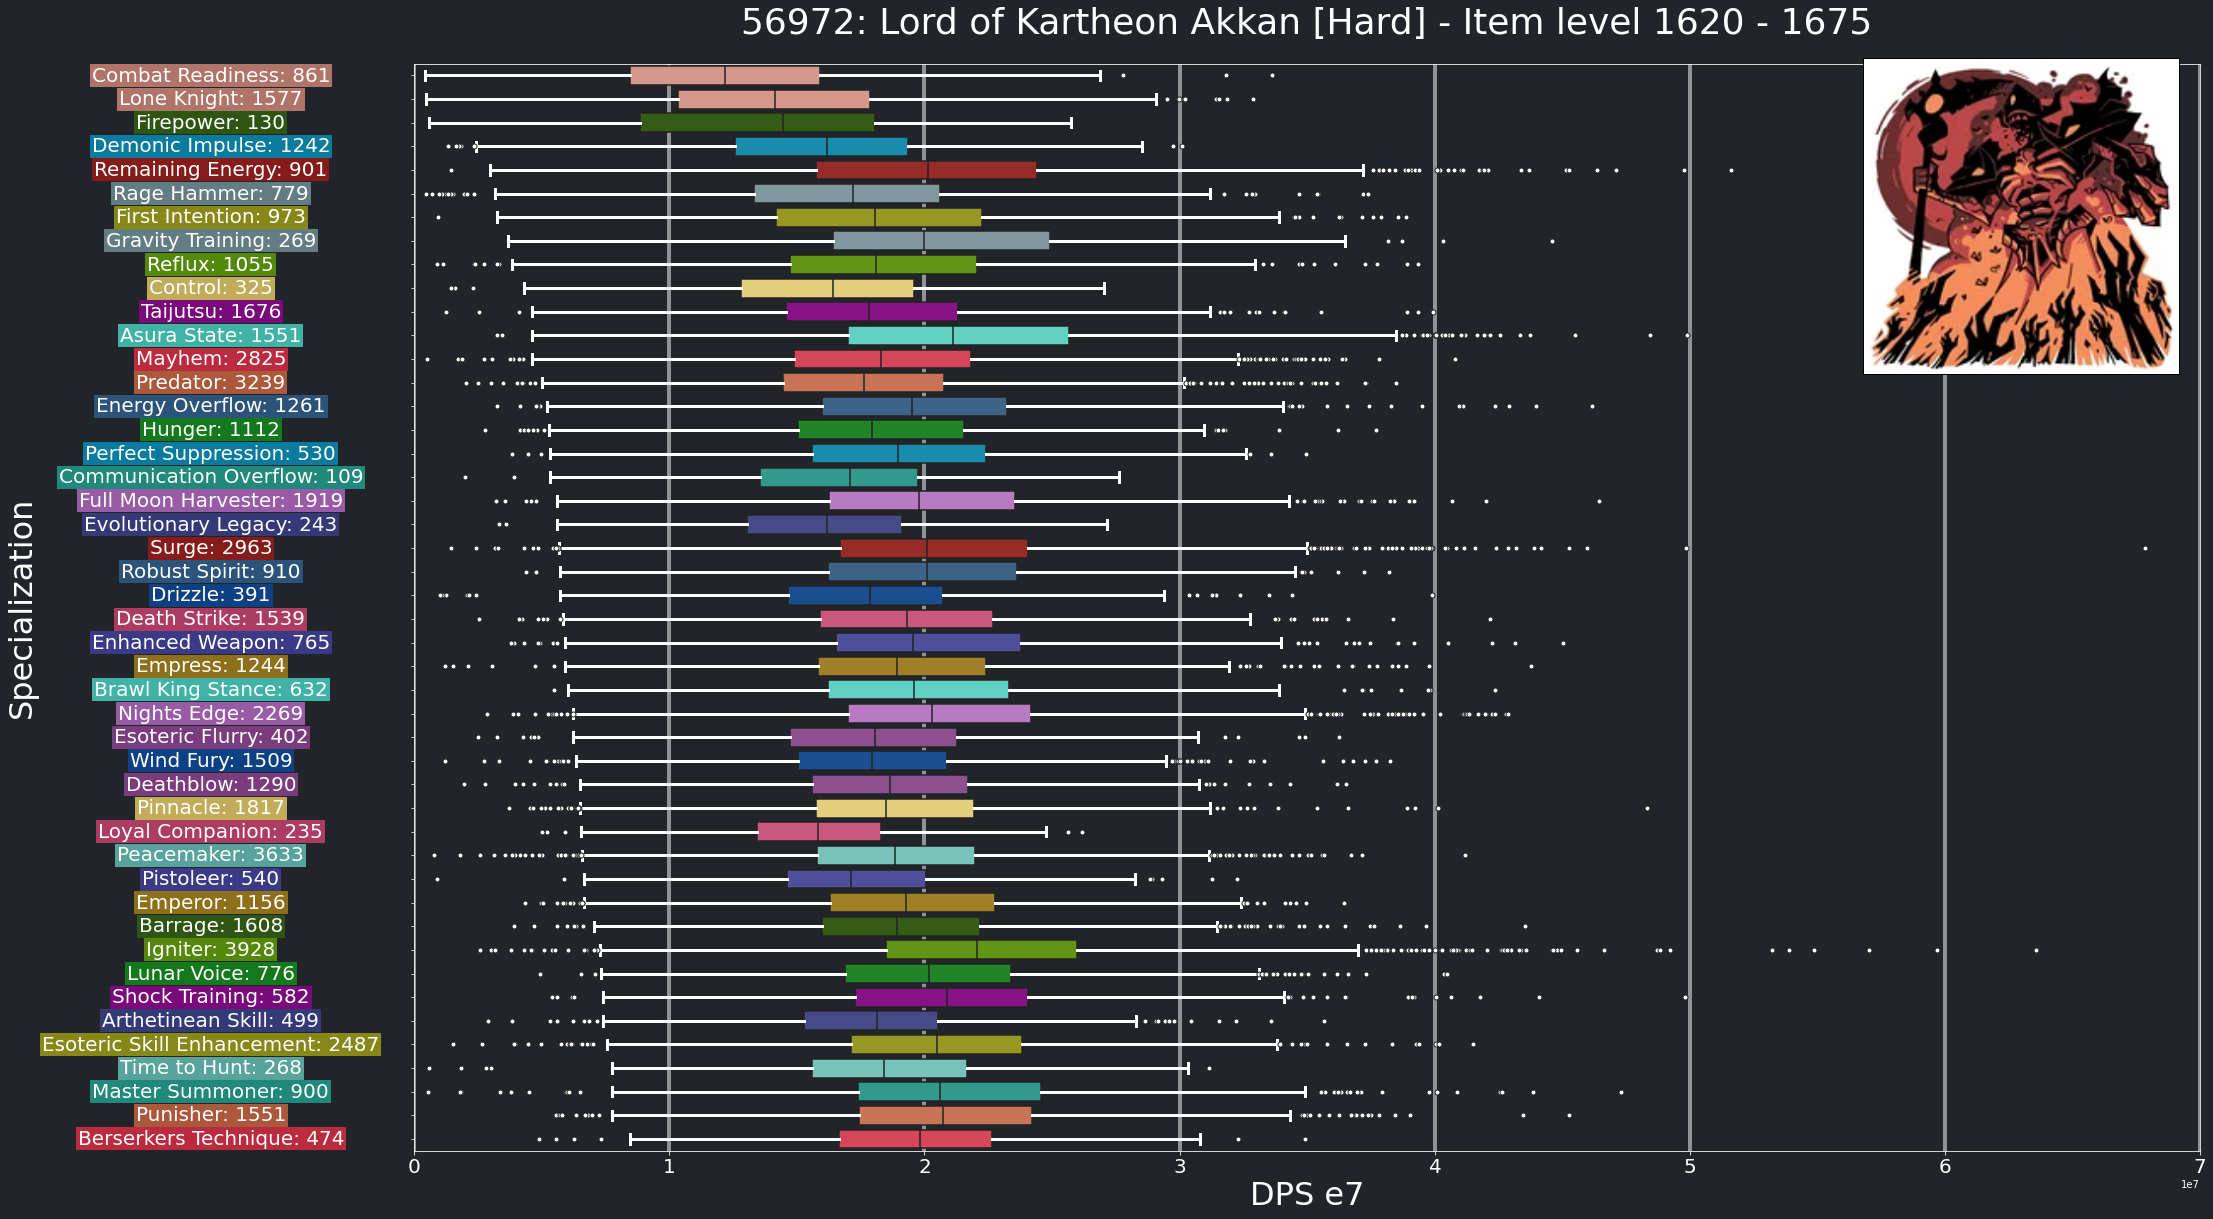 56972: Lord of Kartheon Akkan [Hard] - Item level 1620 - 1675
Specialization
Combat Readiness: 861
Lone Knight: 1577
Firepower: 130
Demonic Impulse: 1242
Remaining Energy: 901
Rage Hammer: 779
First Intention: 973
Gravity Training: 269
Reflux: 1055
Control: 325
Taijutsu: 1676
Asura State: 1551
Mayhem: 2825
Predator: 3239
Energy Overflow: 1261
Hunger: 1112
Perfect Suppression: 530
Communication Overflow: 109
Full Moon Harvester: 1919
Evolutionary Legacy: 243
Surge: 2963
Robust Spirit: 910
Drizzle: 391
Death Strike: 1539
Enhanced Weapon: 765
Empress: 1244
Brawl King Stance: 632
Nights Edge: 2269
Esoteric Flurry: 402
Wind Fury: 1509
Deathblow: 1290
Pinnacle: 1817
Loyal Companion: 235
Peacemaker: 3633
Pistoleer: 540
Emperor: 1156
Barrage: 1608
Igniter: 3928
Lunar Voice: 776
Shock Training: 582
Arthetinean Skill: 499
Esoteric Skill Enhancement: 2487
Time to Hunt: 268
Master Summoner: 900
Punisher: 1551
Berserkers Technique: 474
0 1 2 3 4 5 6 7
1e7
DPS e7